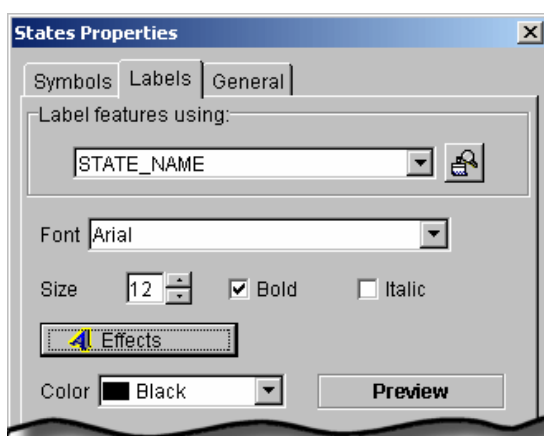 States Properties
Symbols Labels General
Label features using:
STATE_NAME
Font Arial
Size 12 Bold Italic
Effects
Color Black Preview